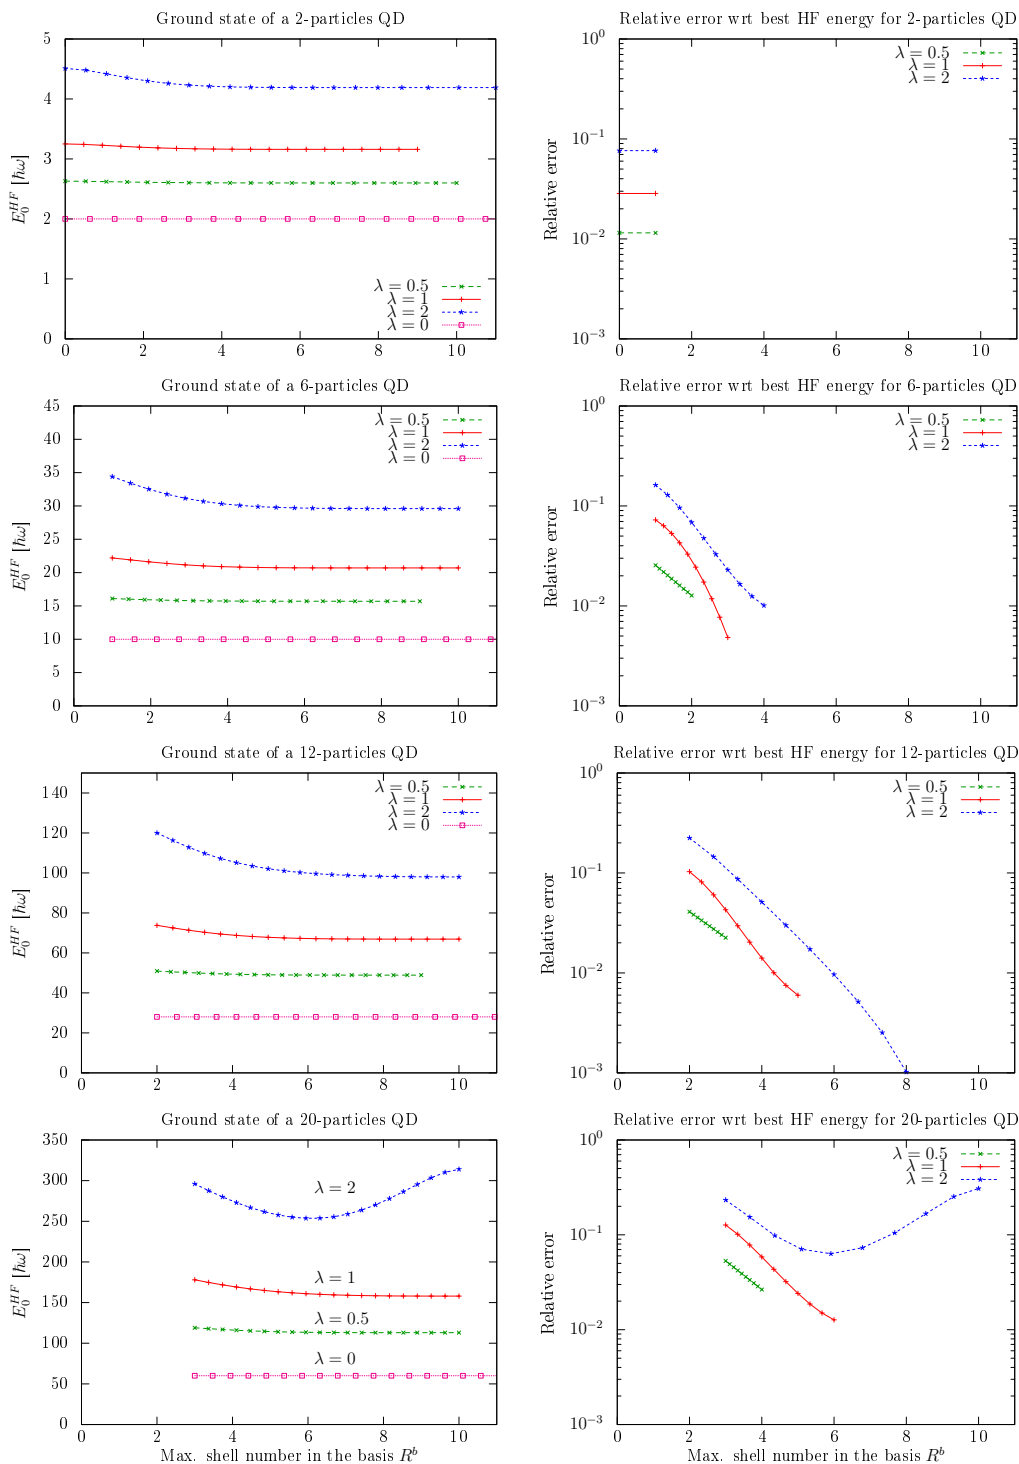 Ground state of a 2-particles QD
5
4
3
2
1
0
0 2 4 6 8 10
E_0^{HF} [ħω]
λ = 0.5
λ = 1
λ = 2
λ = 0
Relative error wrt best HF energy for 2-particles QD
10^0
10^{-1}
10^{-2}
10^{-3}
0 2 4 6 8 10
Relative error
λ = 0.5
λ = 1
λ = 2
Ground state of a 6-particles QD
45
40
35
30
25
20
15
10
5
0
0 2 4 6 8 10
E_0^{HF} [ħω]
λ = 0.5
λ = 1
λ = 2
λ = 0
Relative error wrt best HF energy for 6-particles QD
10^0
10^{-1}
10^{-2}
10^{-3}
0 2 4 6 8 10
Relative error
λ = 0.5
λ = 1
λ = 2
Ground state of a 12-particles QD
140
120
100
80
60
40
20
0
0 2 4 6 8 10
E_0^{HF} [ħω]
λ = 0.5
λ = 1
λ = 2
λ = 0
Relative error wrt best HF energy for 12-particles QD
10^0
10^{-1}
10^{-2}
10^{-3}
0 2 4 6 8 10
Relative error
λ = 0.5
λ = 1
λ = 2
Ground state of a 20-particles QD
350
300
250
200
150
100
50
0
0 2 4 6 8 10
E_0^{HF} [ħω]
λ = 2
λ = 1
λ = 0.5
λ = 0
Max. shell number in the basis R^b
Relative error wrt best HF energy for 20-particles QD
10^0
10^{-1}
10^{-2}
10^{-3}
0 2 4 6 8 10
Relative error
λ = 0.5
λ = 1
λ = 2
Max. shell number in the basis R^b